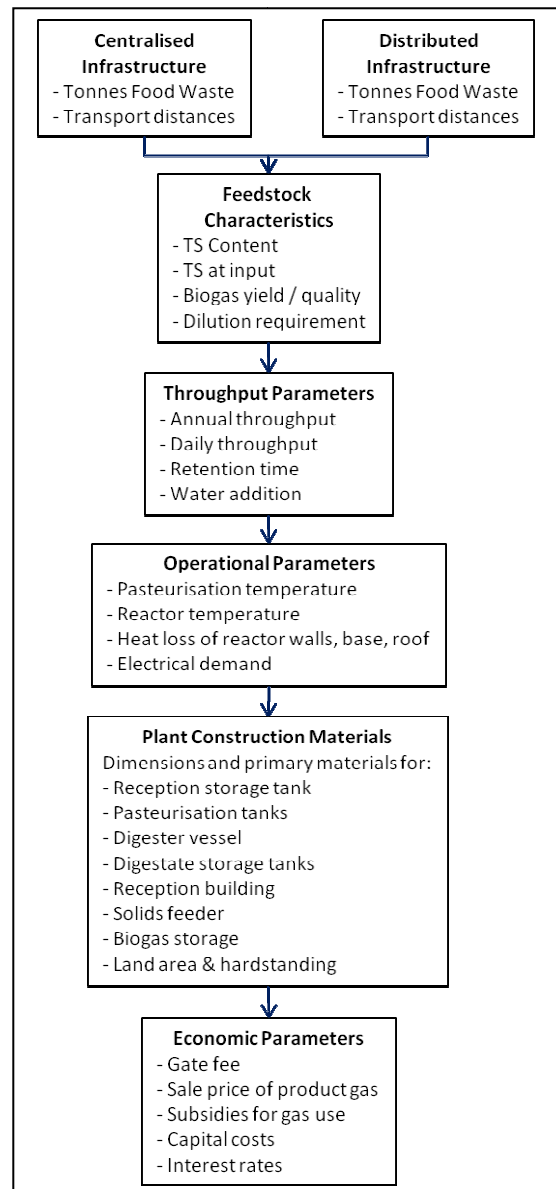 Centralised
Infrastructure
- Tonnes Food Waste
- Transport distances
Distributed
Infrastructure
- Tonnes Food Waste
- Transport distances
Feedstock
Characteristics
- TS Content
- TS at input
- Biogas yield / quality
- Dilution requirement
Throughput Parameters
- Annual throughput
- Daily throughput
- Retention time
- Water addition
Operational Parameters
- Pasteurisation temperature
- Reactor temperature
- Heat loss of reactor walls, base, roof
- Electrical demand
Plant Construction Materials
Dimensions and primary materials for:
- Reception storage tank
- Pasteurisation tanks
- Digester vessel
- Digestate storage tanks
- Reception building
- Solids feeder
- Biogas storage
- Land area & hardstanding
Economic Parameters
- Gate fee
- Sale price of product gas
- Subsidies for gas use
- Capital costs
- Interest rates